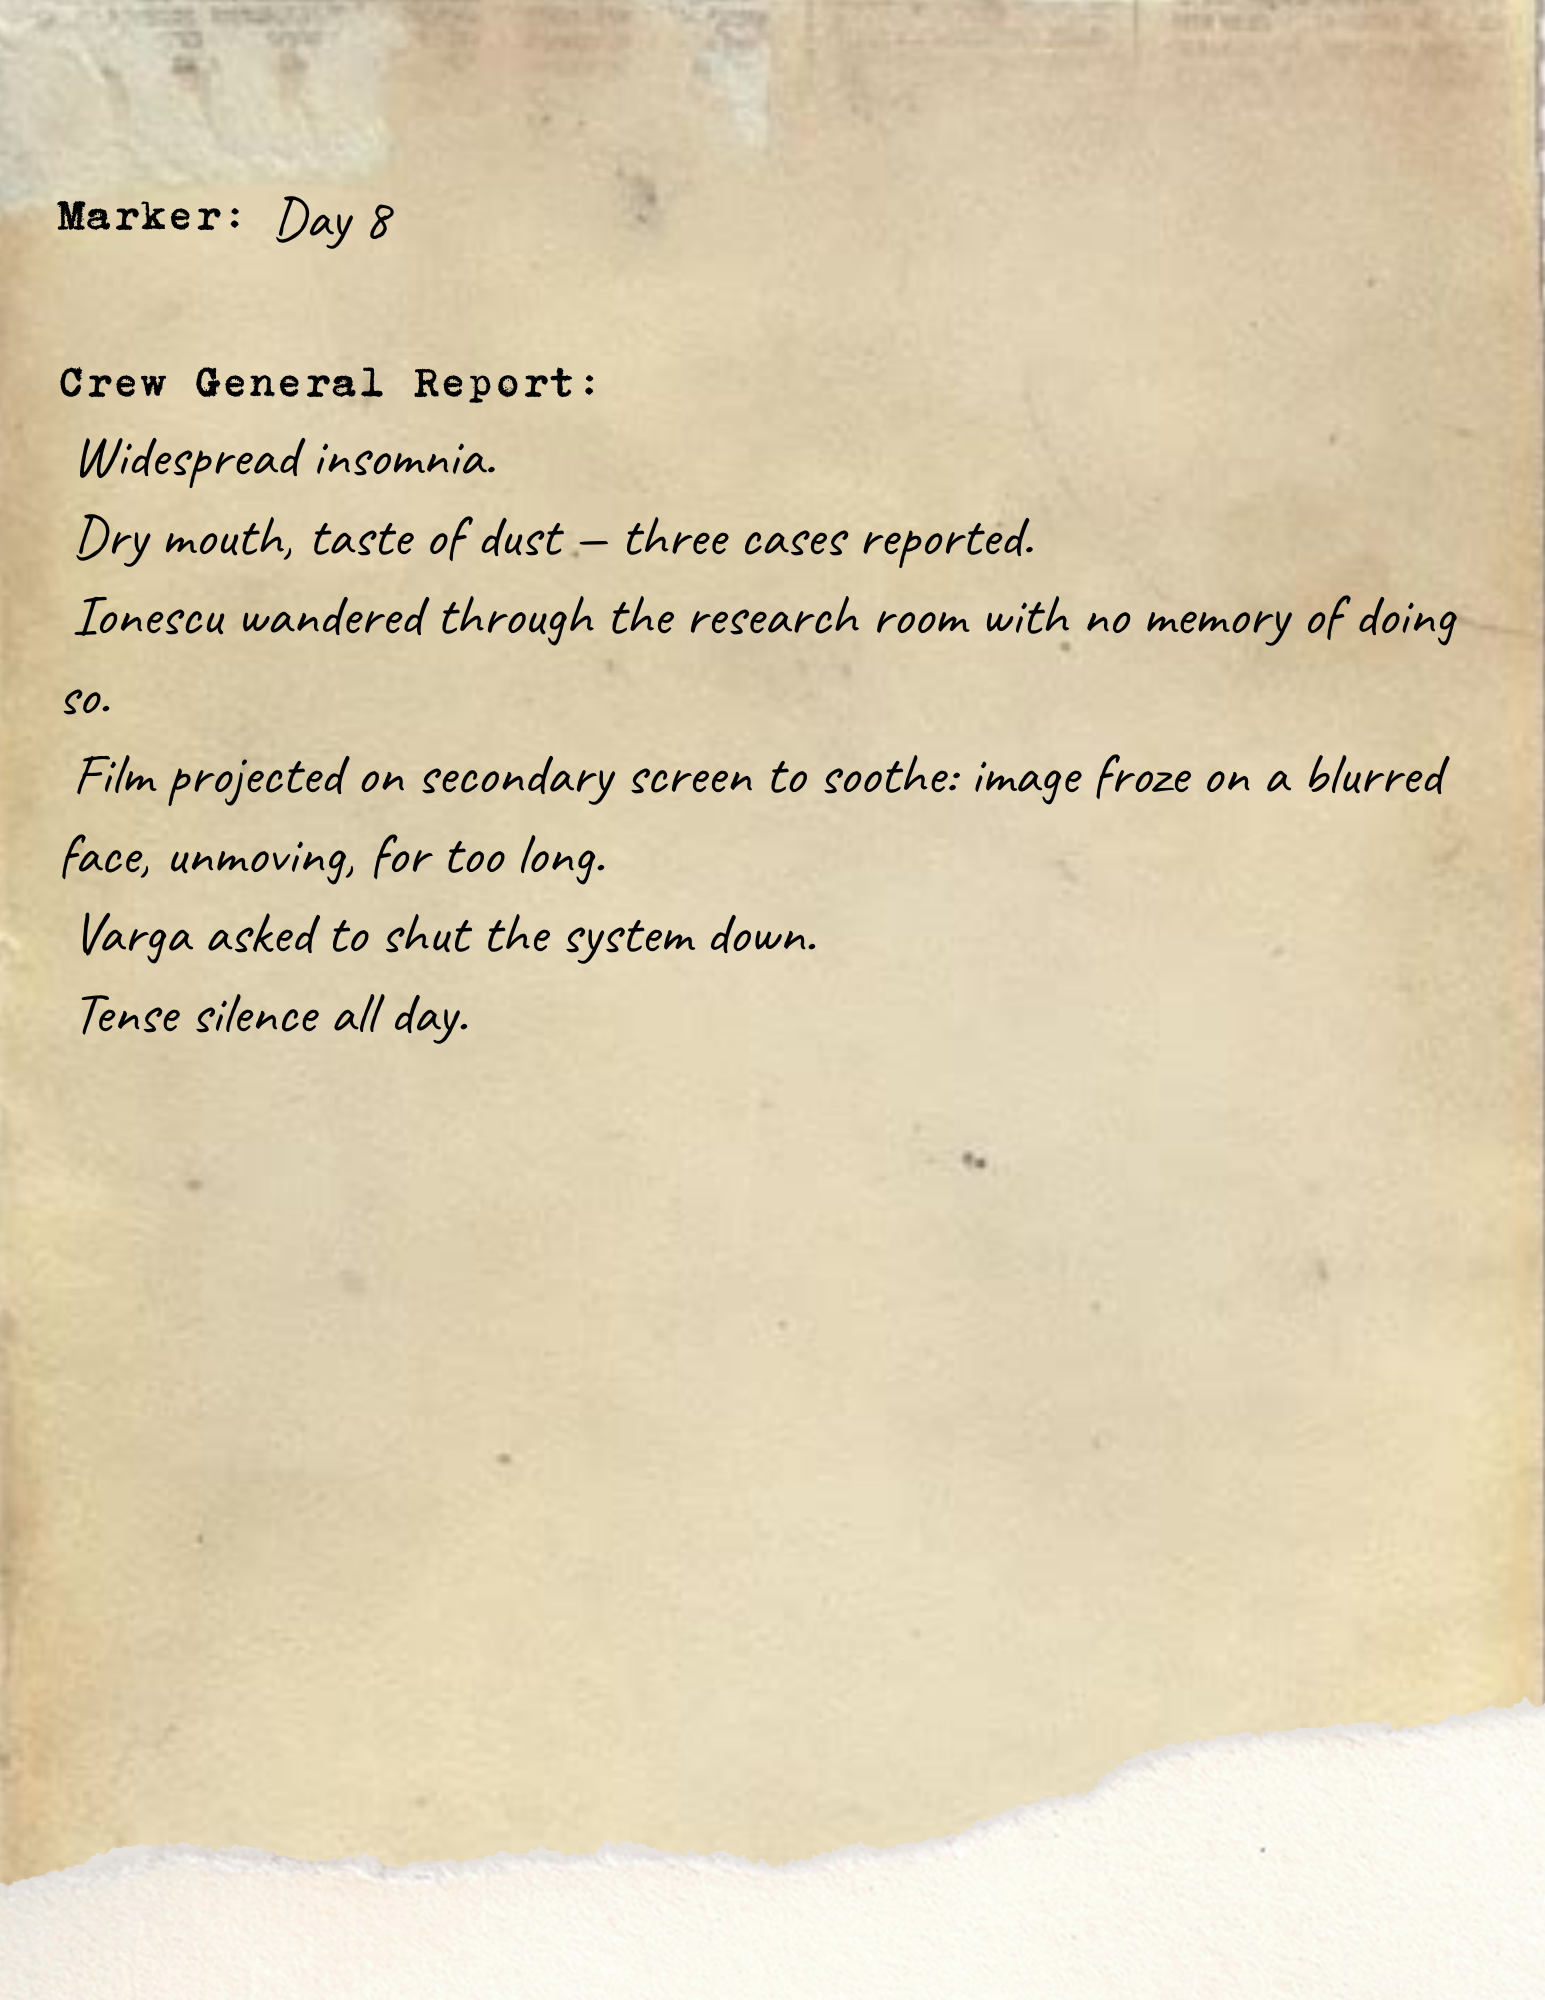 Marker: Day 8
Crew General Report:
Widespread insomnia.
Dry mouth, taste of dust – three cases reported.
Ionescu wandered through the research room with no memory of doing
so.
Film projected on secondary screen to soothe: image froze on a blurred
face, unmoving, for too long.
Varga asked to shut the system down.
Tense silence all day.